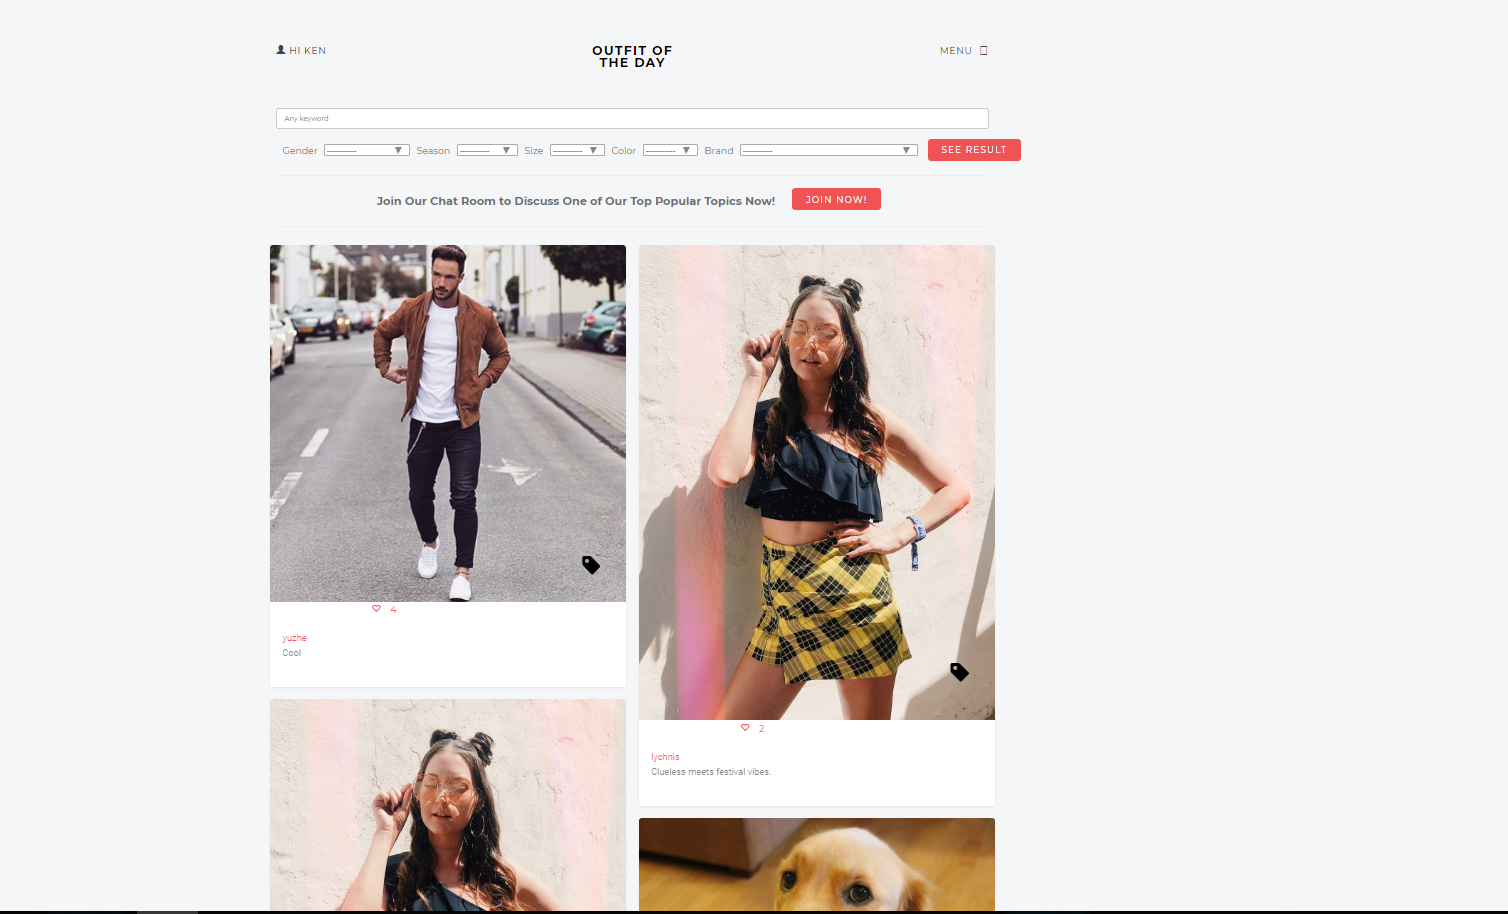 HI KEN
OUTFIT OF
THE DAY
MENU
Any keyword
Gender ----------- Season ----------- Size ----------- Color ----------- Brand ----------- SEE RESULT
Join Our Chat Room to Discuss One of Our Top Popular Topics Now! JOIN NOW!
4
yuzhe
Cool
2
lychnis
Clueless meets festival vibes.